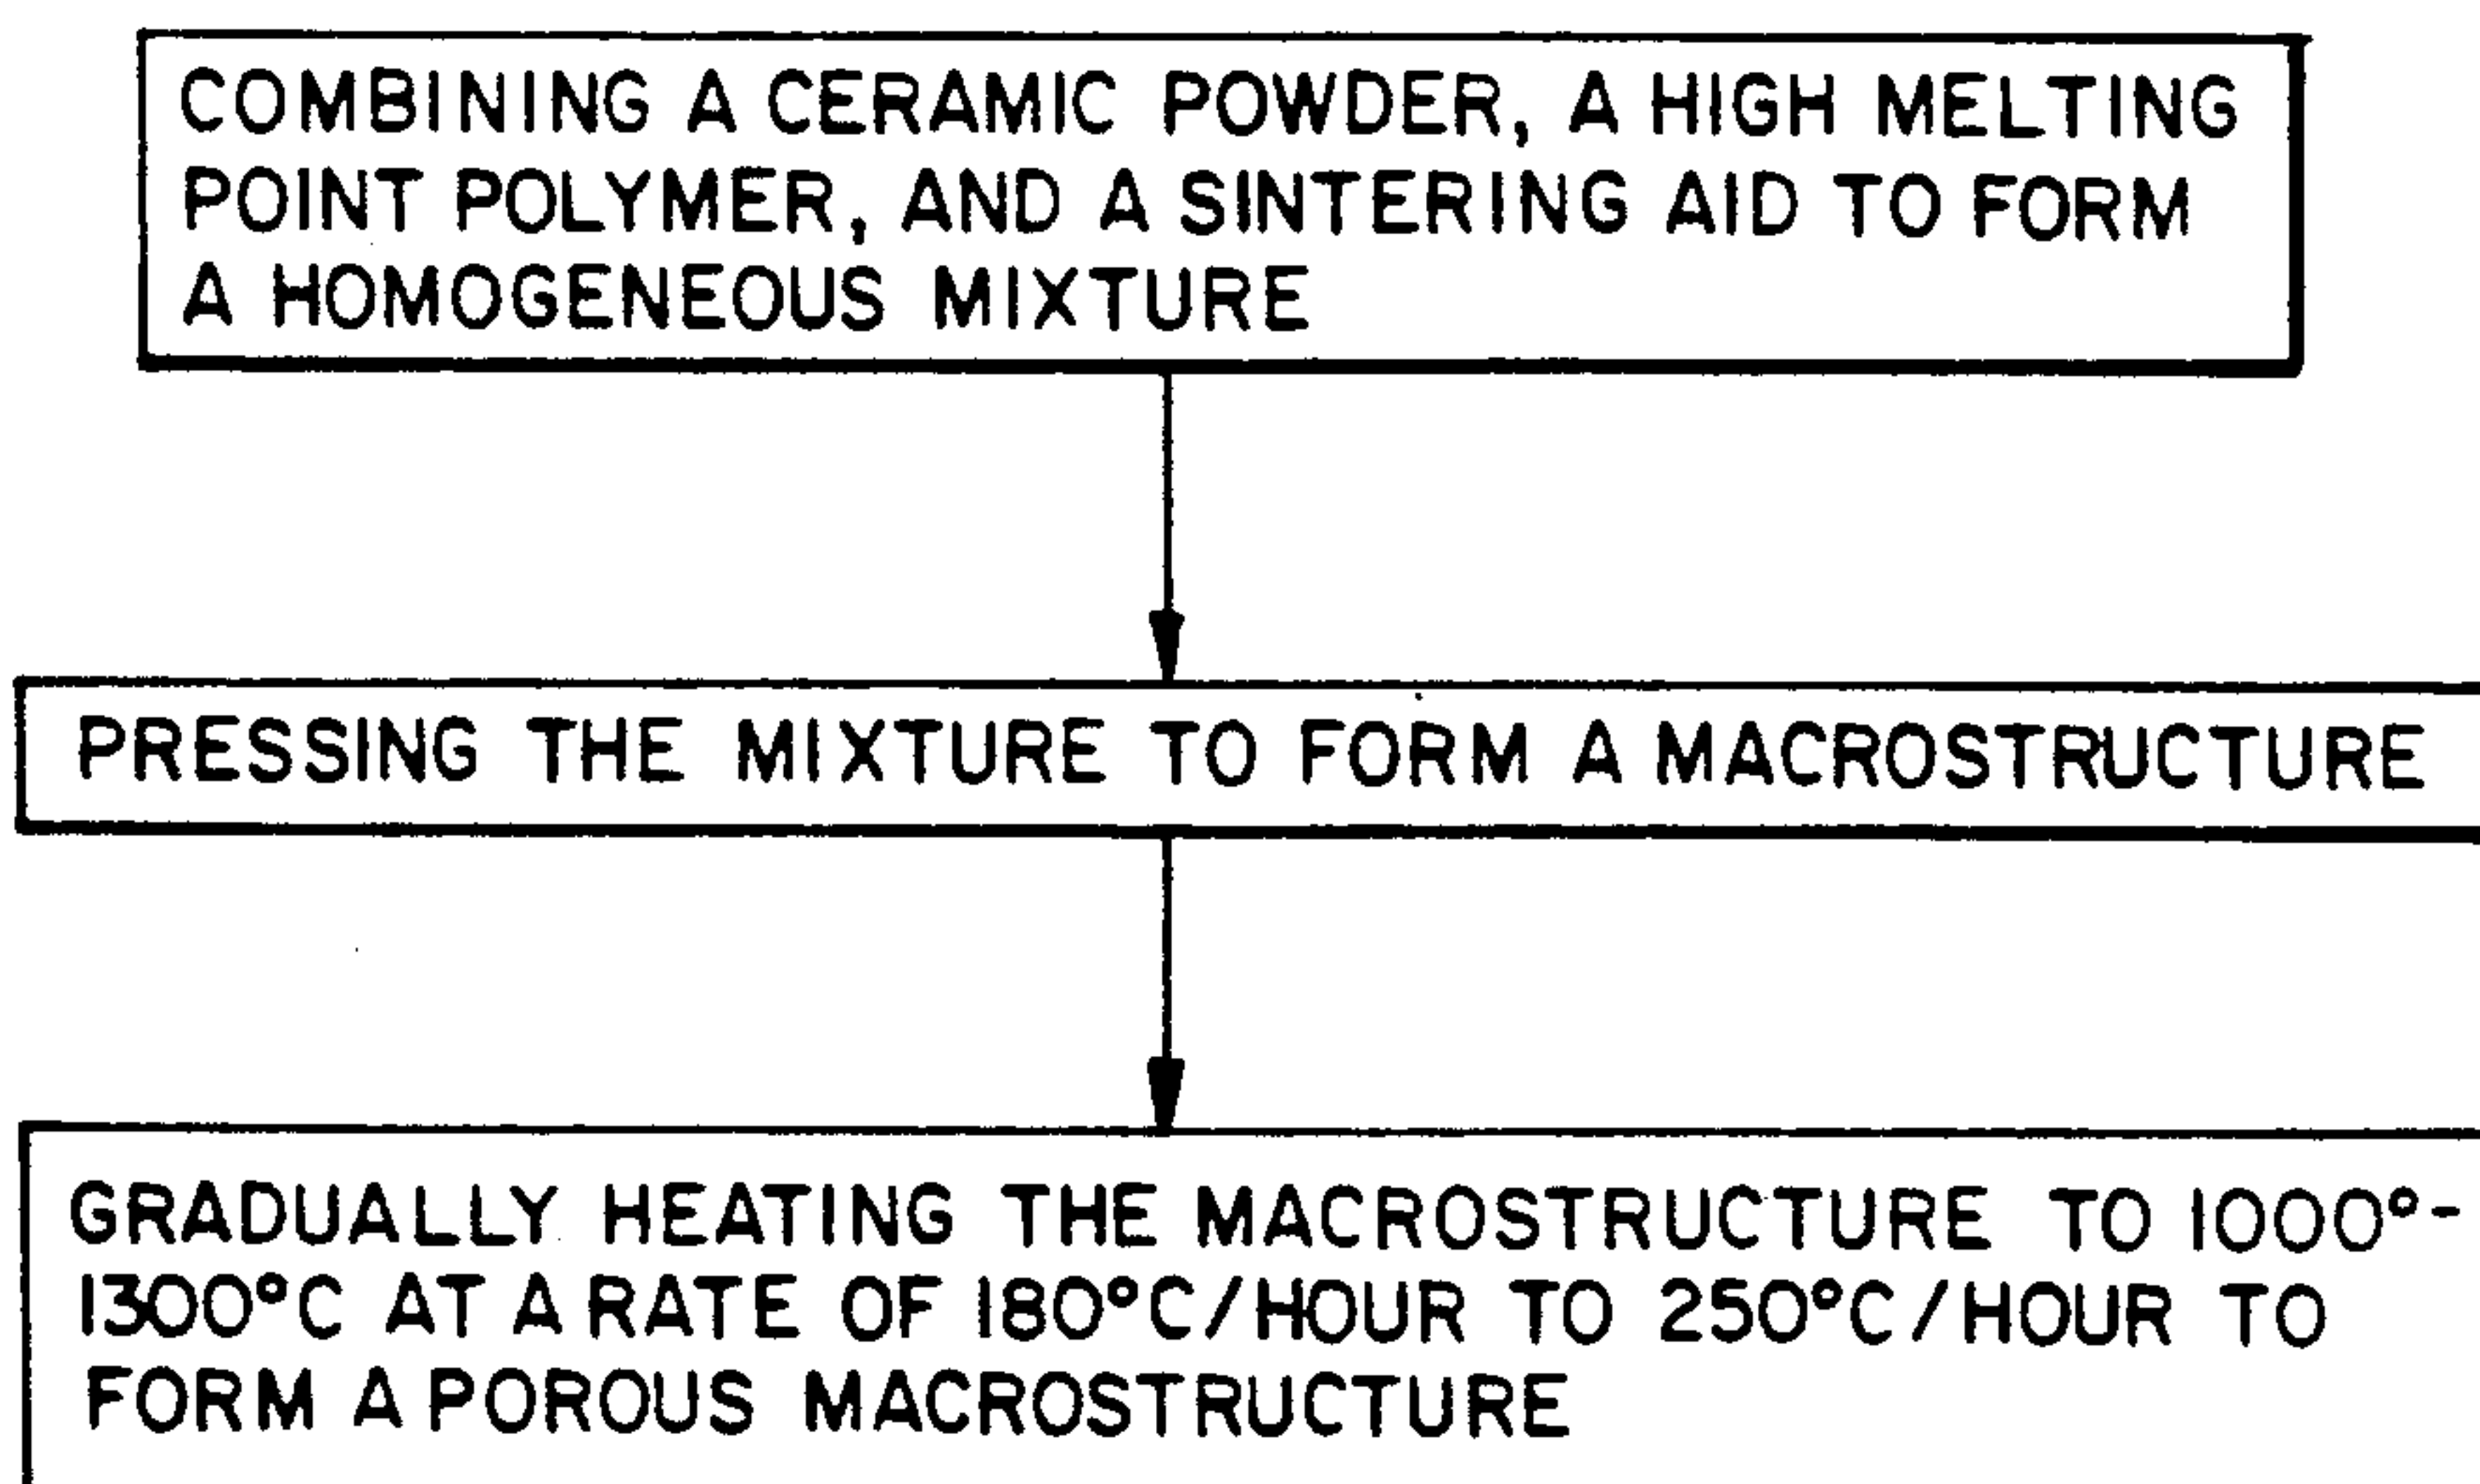 COMBINING A CERAMIC POWDER, A HIGH MELTING
POINT POLYMER, AND A SINTERING AID TO FORM
A HOMOGENEOUS MIXTURE
PRESSING THE MIXTURE TO FORM A MACROSTRUCTURE
GRADUALLY HEATING THE MACROSTRUCTURE TO 1000°-
1300°C AT A RATE OF 180°C/HOUR TO 250°C/HOUR TO
FORM A POROUS MACROSTRUCTURE